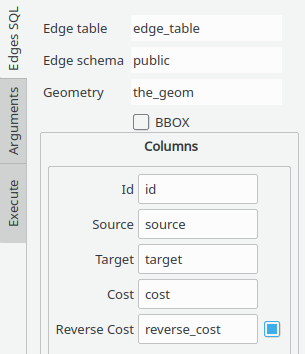 Edges SQL
Arguments
Execute
Edge table edge_table
Edge schema public
Geometry the_geom
BBOX
Columns
Id id
Source source
Target target
Cost cost
Reverse Cost reverse_cost